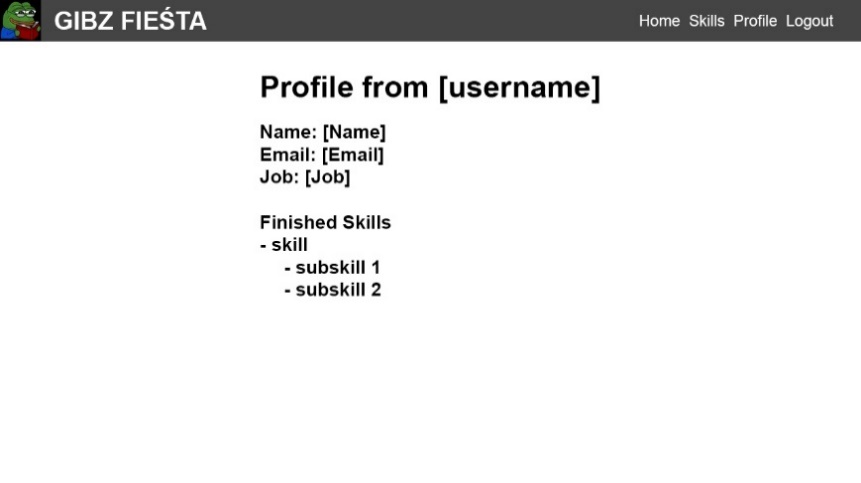 GIBZ FIEŚTA
Home Skills Profile Logout
Profile from [username]
Name: [Name]
Email: [Email]
Job: [Job]
Finished Skills
- skill
- subskill 1
- subskill 2